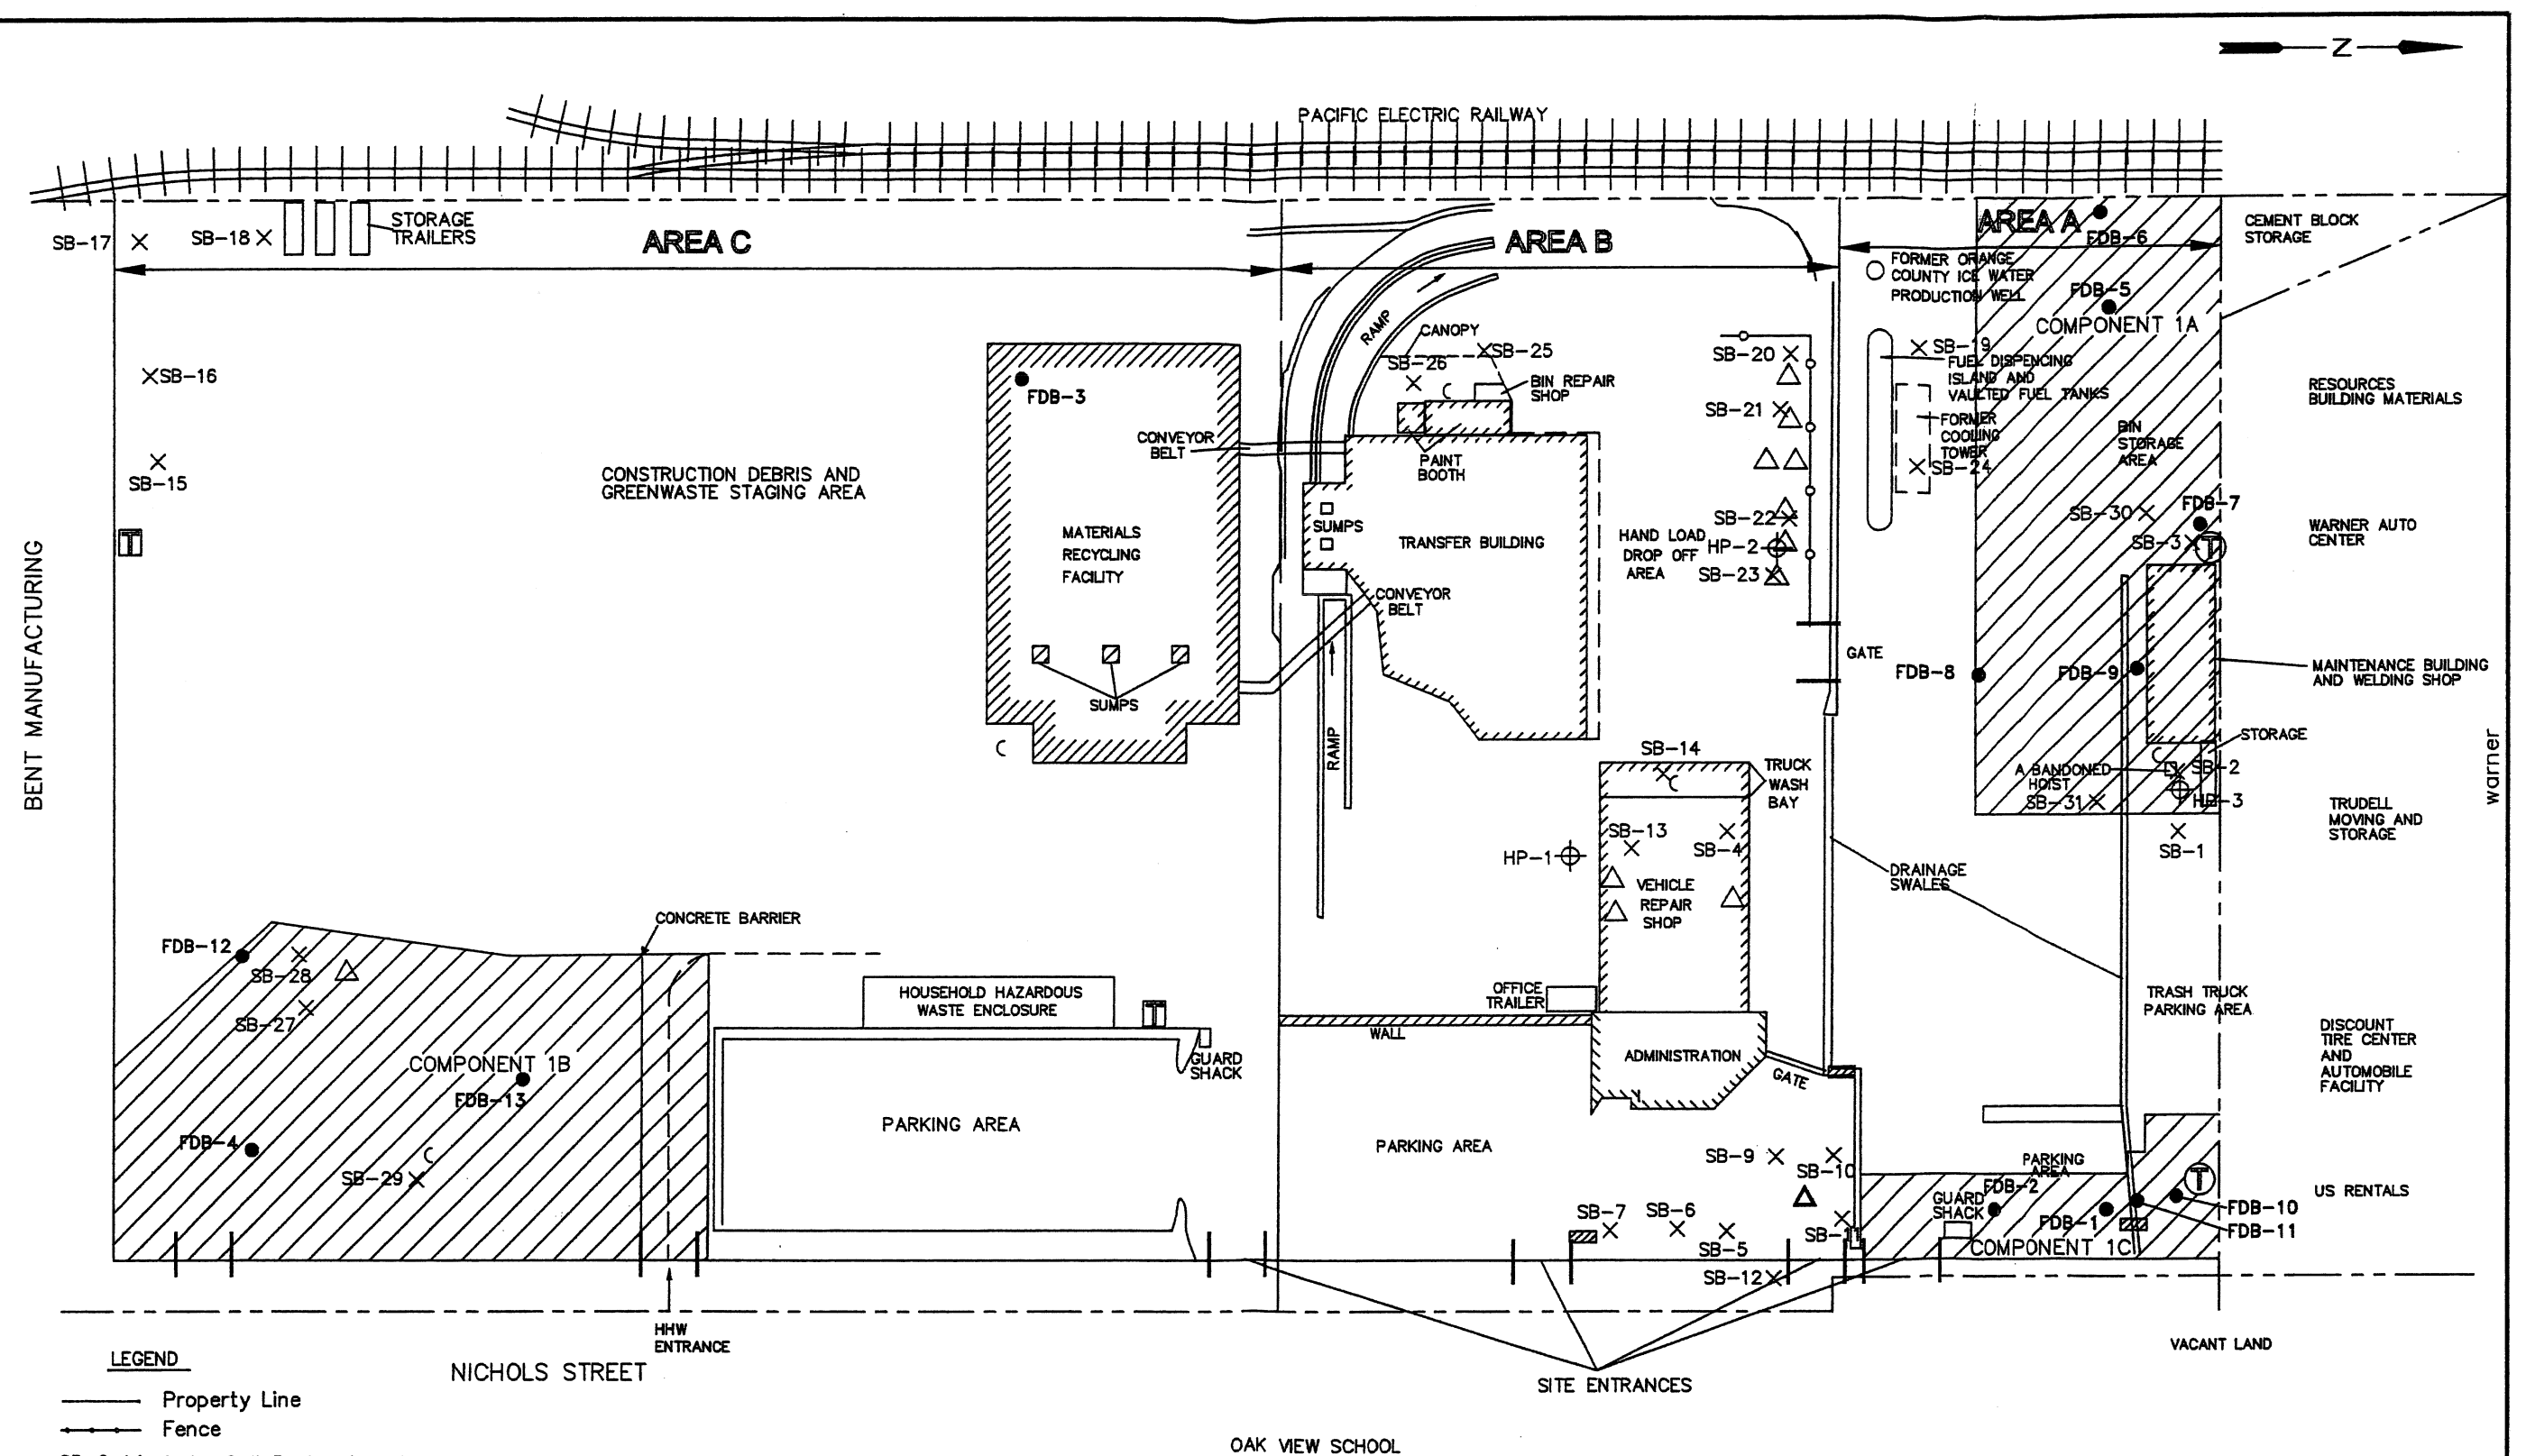 Z
PACIFIC ELECTRIC RAILWAY
SB-17
SB-18
STORAGE
TRAILERS
AREA C
AREA B
AREA A
FDB-6
CEMENT BLOCK
STORAGE
FORMER ORANGE
COUNTY ICE WATER
PRODUCTION WELL
FDB-5
COMPONENT 1A
RAMP
CANOPY
SB-25
SB-26
BIN REPAIR
SHOP
SB-20
SB-19
FUEL DISPENCING
ISLAND AND
VAULTED FUEL TANKS
SB-16
FDB-3
SB-21
FORMER
COOLING
TOWER
SB-24
BIN
STORAGE
AREA
RESOURCES
BUILDING MATERIALS
CONVEYOR
BELT
PAINT
BOOTH
SB-15
CONSTRUCTION DEBRIS AND
GREENWASTE STAGING AREA
T
MATERIALS
RECYCLING
FACILITY
SUMPS
TRANSFER BUILDING
HAND LOAD
DROP OFF
AREA
SB-22
HP-2
SB-23
SB-30
FDB-7
SB-3
T
WARNER AUTO
CENTER
BENT MANUFACTURING
CONVEYOR
BELT
GATE
FDB-8
FDB-9
MAINTENANCE BUILDING
AND WELDING SHOP
SUMPS
RAMP
STORAGE
SB-14
TRUCK
WASH
BAY
A BANDONED
HOIST
SB-2
SB-31
HP-3
warner
TRUDELL
MOVING AND
STORAGE
SB-13
SB-4
HP-1
SB-1
VEHICLE
REPAIR
SHOP
DRAINAGE
SWALES
CONCRETE BARRIER
FDB-12
SB-28
SB-27
HOUSEHOLD HAZARDOUS
WASTE ENCLOSURE
T
OFFICE
TRAILER
WALL
TRASH TRUCK
PARKING AREA
DISCOUNT
TIRE CENTER
AND
AUTOMOBILE
FACILITY
COMPONENT 1B
FDB-13
GUARD
SHACK
ADMINISTRATION
GATE
FDB-4
SB-29
PARKING AREA
PARKING AREA
SB-9
SB-10
PARKING
AREA
T
GUARD
SHACK
FDB-2
FDB-1
US RENTALS
FDB-10
FDB-11
SB-7
SB-6
SB-5
SB-11
SB-12
COMPONENT 1C
HHW
ENTRANCE
NICHOLS STREET
SITE ENTRANCES
VACANT LAND
LEGEND
Property Line
Fence
OAK VIEW SCHOOL